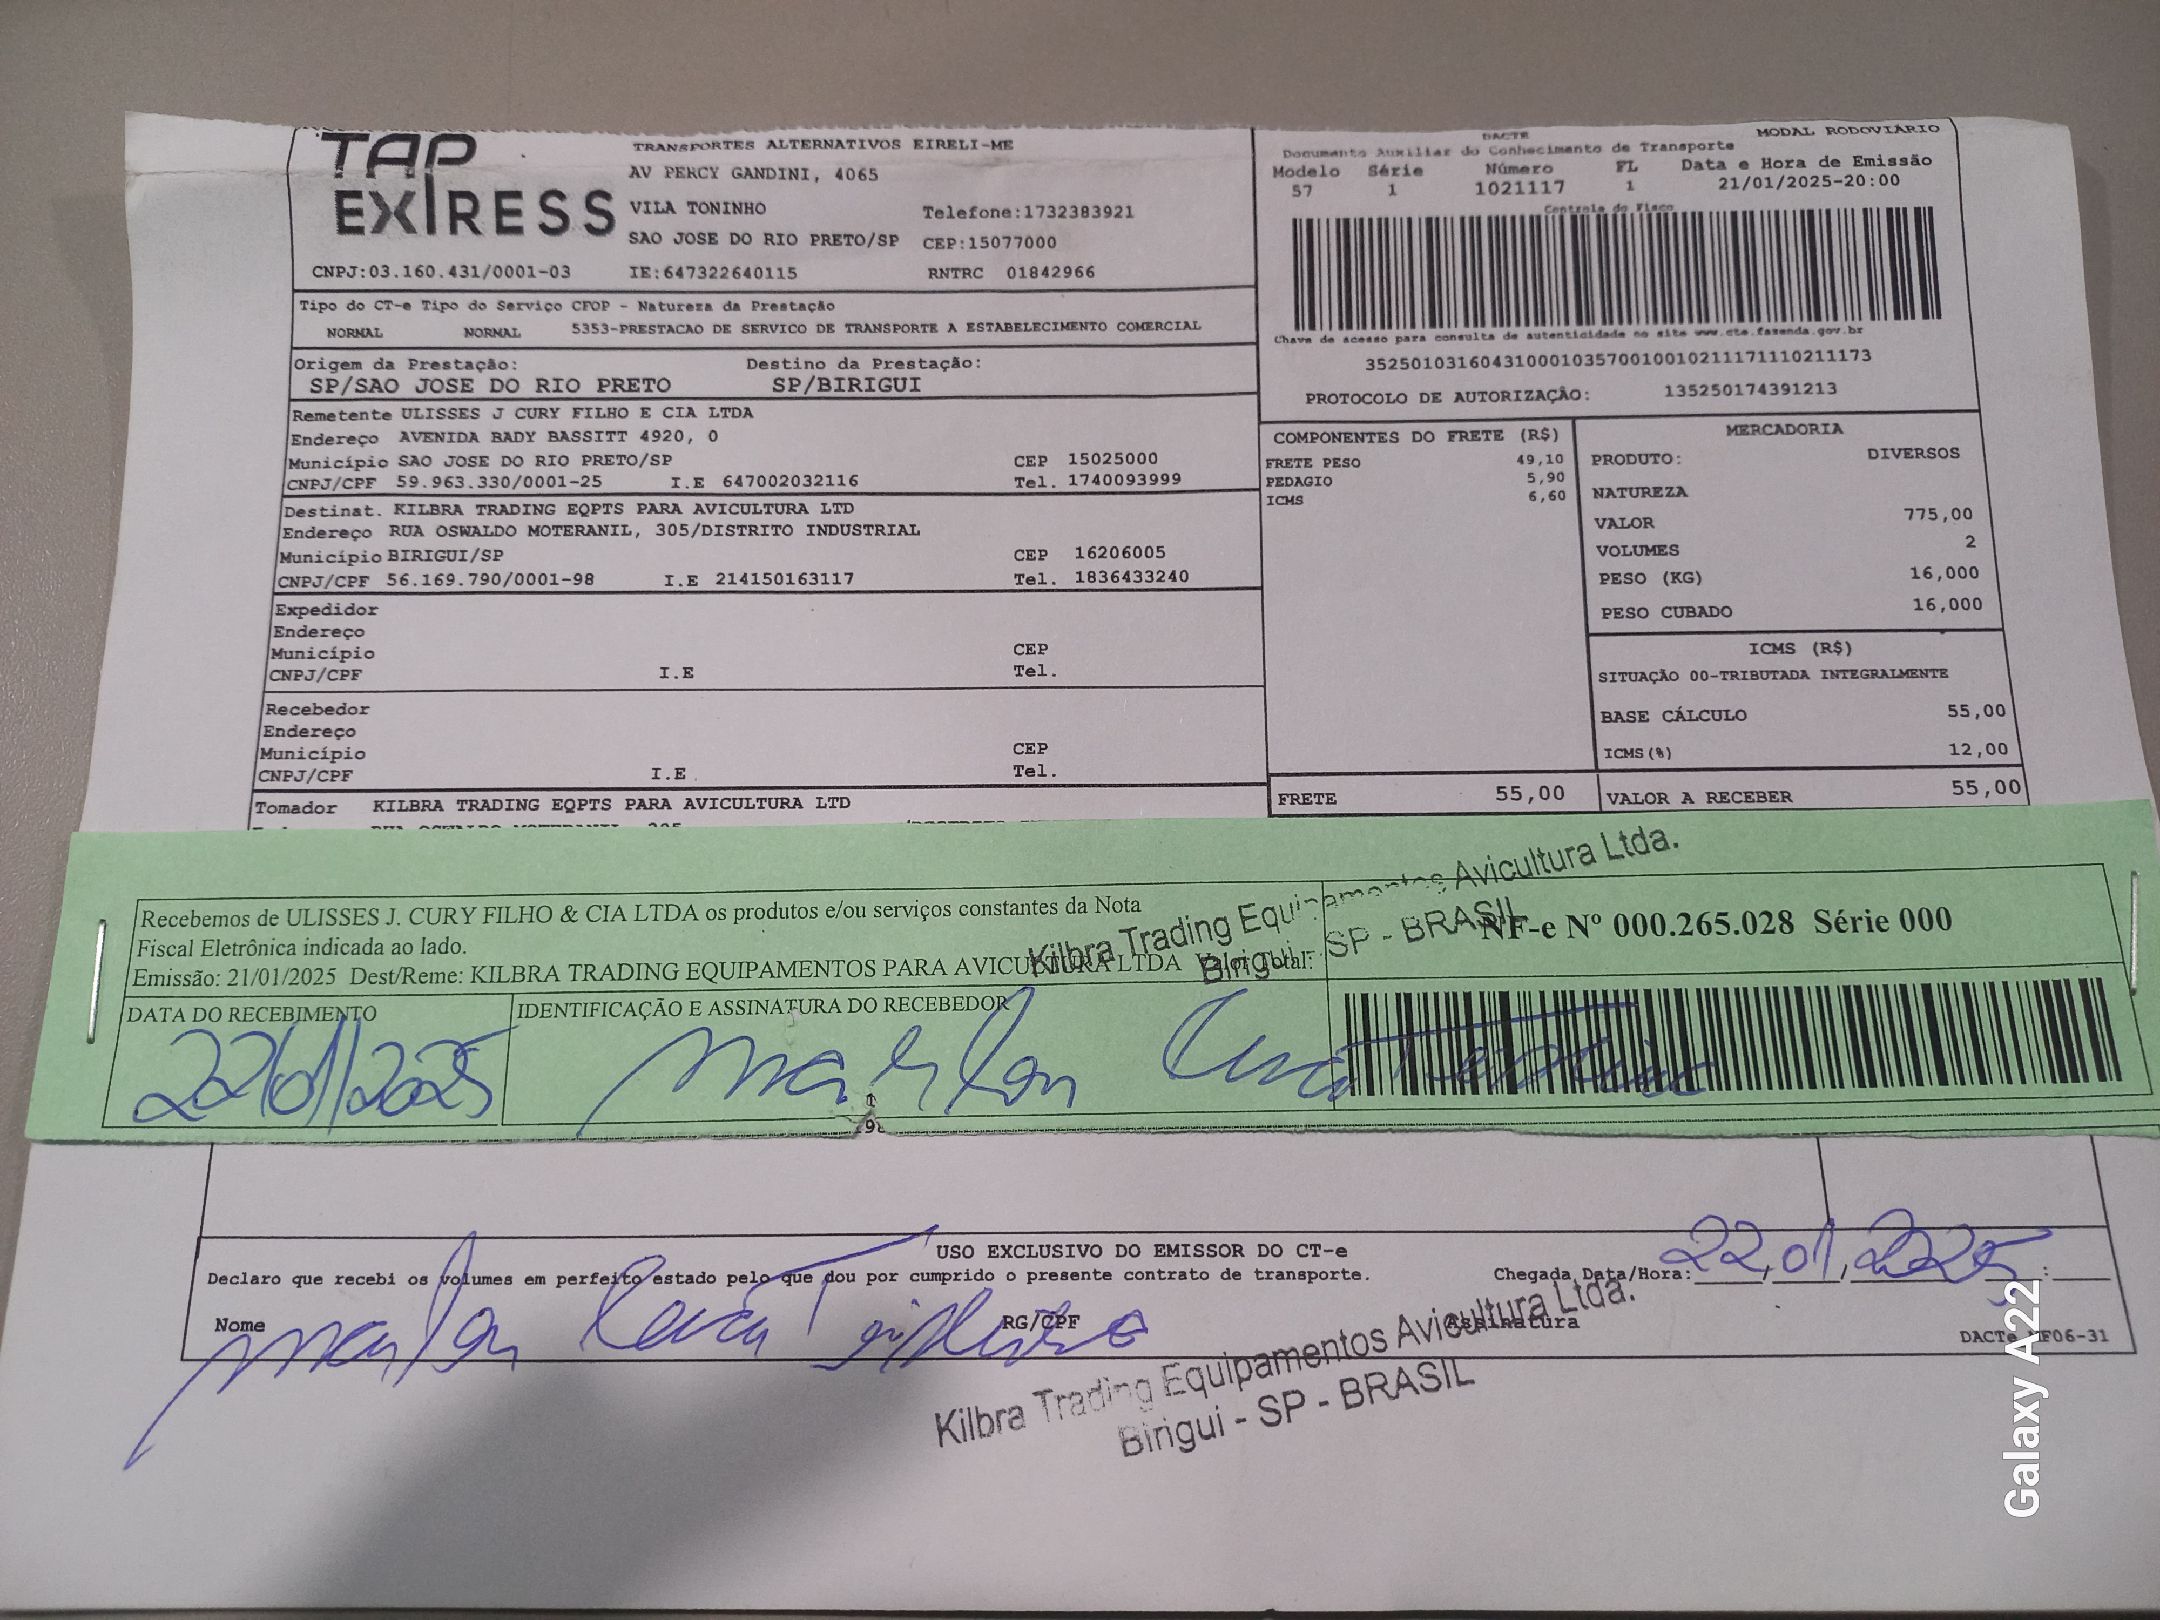 TAP
EXPRESS
TRANSPORTES ALTERNATIVOS EIRELI-ME
AV PERCY GANDINI, 4065
VILA TONINHO Telefone:1732383921
SAO JOSE DO RIO PRETO/SP CEP:15077000
CNPJ:03.160.431/0001-03 IE:647322640115 RNTRC 01842966
DACTE MODAL RODOVIÁRIO
Documento Auxiliar do Conhecimento de Transporte
Modelo Série Número FL Data e Hora de Emissão
57 1 1021117 1 21/01/2025-20:00
Controle do Fisco
Chave de acesso para consulta de autenticidade no site www.cte.fazenda.gov.br
35250103160431000103570010010211171110211173
PROTOCOLO DE AUTORIZAÇÃO: 135250174391213
Tipo do CT-e Tipo do Serviço CFOP - Natureza da Prestação
NORMAL NORMAL 5353-PRESTACAO DE SERVICO DE TRANSPORTE A ESTABELECIMENTO COMERCIAL
Origem da Prestação: Destino da Prestação:
SP/SAO JOSE DO RIO PRETO SP/BIRIGUI
Remetente ULISSES J CURY FILHO E CIA LTDA
Endereço AVENIDA BADY BASSITT 4920, 0
Município SAO JOSE DO RIO PRETO/SP CEP 15025000
CNPJ/CPF 59.963.330/0001-25 I.E 647002032116 Tel. 1740093999
Destinat. KILBRA TRADING EQPTS PARA AVICULTURA LTD
Endereço RUA OSWALDO MOTERANIL, 305/DISTRITO INDUSTRIAL
Município BIRIGUI/SP CEP 16206005
CNPJ/CPF 56.169.790/0001-98 I.E 214150163117 Tel. 1836433240
Expedidor
Endereço
Município CEP
CNPJ/CPF I.E Tel.
Recebedor
Endereço
Município CEP
CNPJ/CPF I.E Tel.
Tomador KILBRA TRADING EQPTS PARA AVICULTURA LTD
COMPONENTES DO FRETE (R$)
FRETE PESO 49,10
PEDAGIO 5,90
ICMS 6,60
FRETE 55,00
MERCADORIA
PRODUTO: DIVERSOS
NATUREZA
VALOR 775,00
VOLUMES 2
PESO (KG) 16,000
PESO CUBADO 16,000
ICMS (R$)
SITUAÇÃO 00-TRIBUTADA INTEGRALMENTE
BASE CÁLCULO 55,00
ICMS(%) 12,00
VALOR A RECEBER 55,00
Recebemos de ULISSES J. CURY FILHO & CIA LTDA os produtos e/ou serviços constantes da Nota
Fiscal Eletrônica indicada ao lado.
Emissão: 21/01/2025 Dest/Reme: KILBRA TRADING EQUIPAMENTOS PARA AVICULTURA LTDA Valor Total:
NF-e Nº 000.265.028 Série 000
Kilbra Trading Equipamentos Avicultura Ltda.
Birigui - SP - BRASIL
DATA DO RECEBIMENTO IDENTIFICAÇÃO E ASSINATURA DO RECEBEDOR
22/01/2025
USO EXCLUSIVO DO EMISSOR DO CT-e
Declaro que recebi os volumes em perfeito estado pelo que dou por cumprido o presente contrato de transporte. Chegada Data/Hora: 22,01,2025 :
Nome RG/CPF Assinatura
Kilbra Trading Equipamentos Avicultura Ltda.
Birigui - SP - BRASIL
Galaxy A22